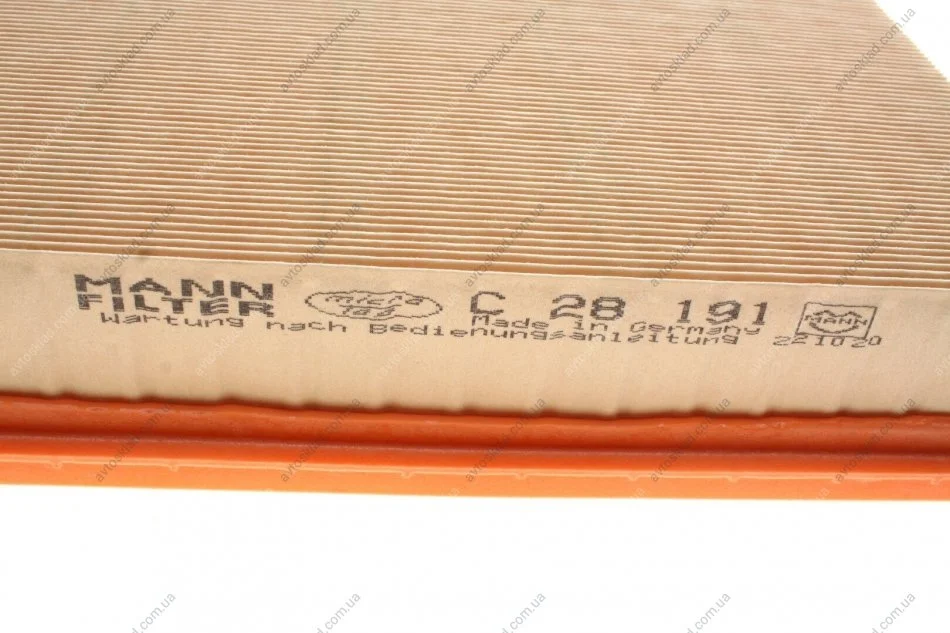 MANN
FILTER
micro
top
C 28 191
Made in Germany
Wartung nach Bedienungsanleitung
MANN
221020
avtosklad.com.ua